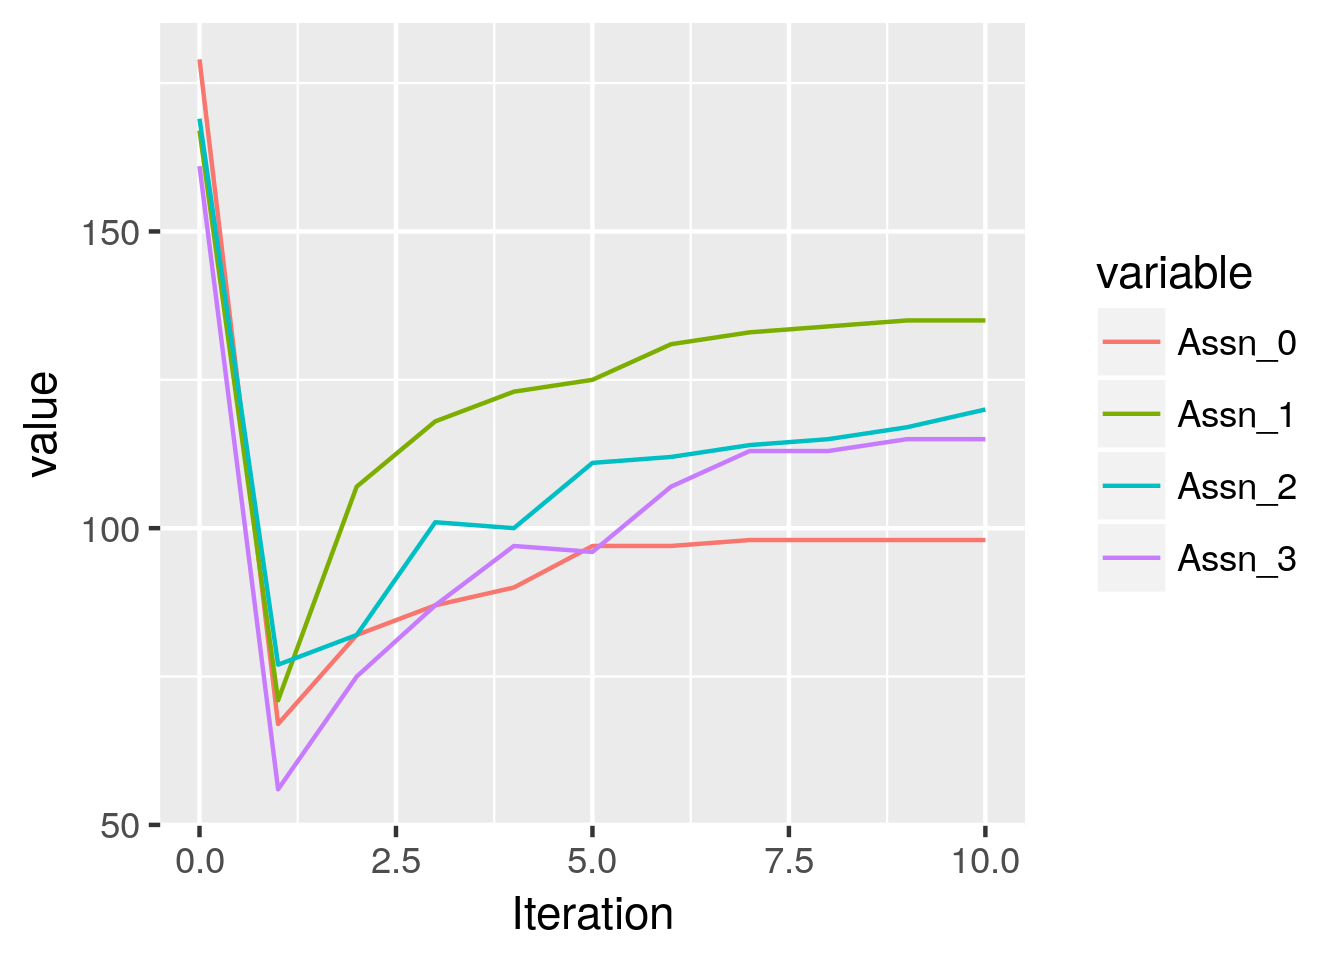 value
150
100
50
0.0 2.5 5.0 7.5 10.0
Iteration
variable
Assn_0
Assn_1
Assn_2
Assn_3